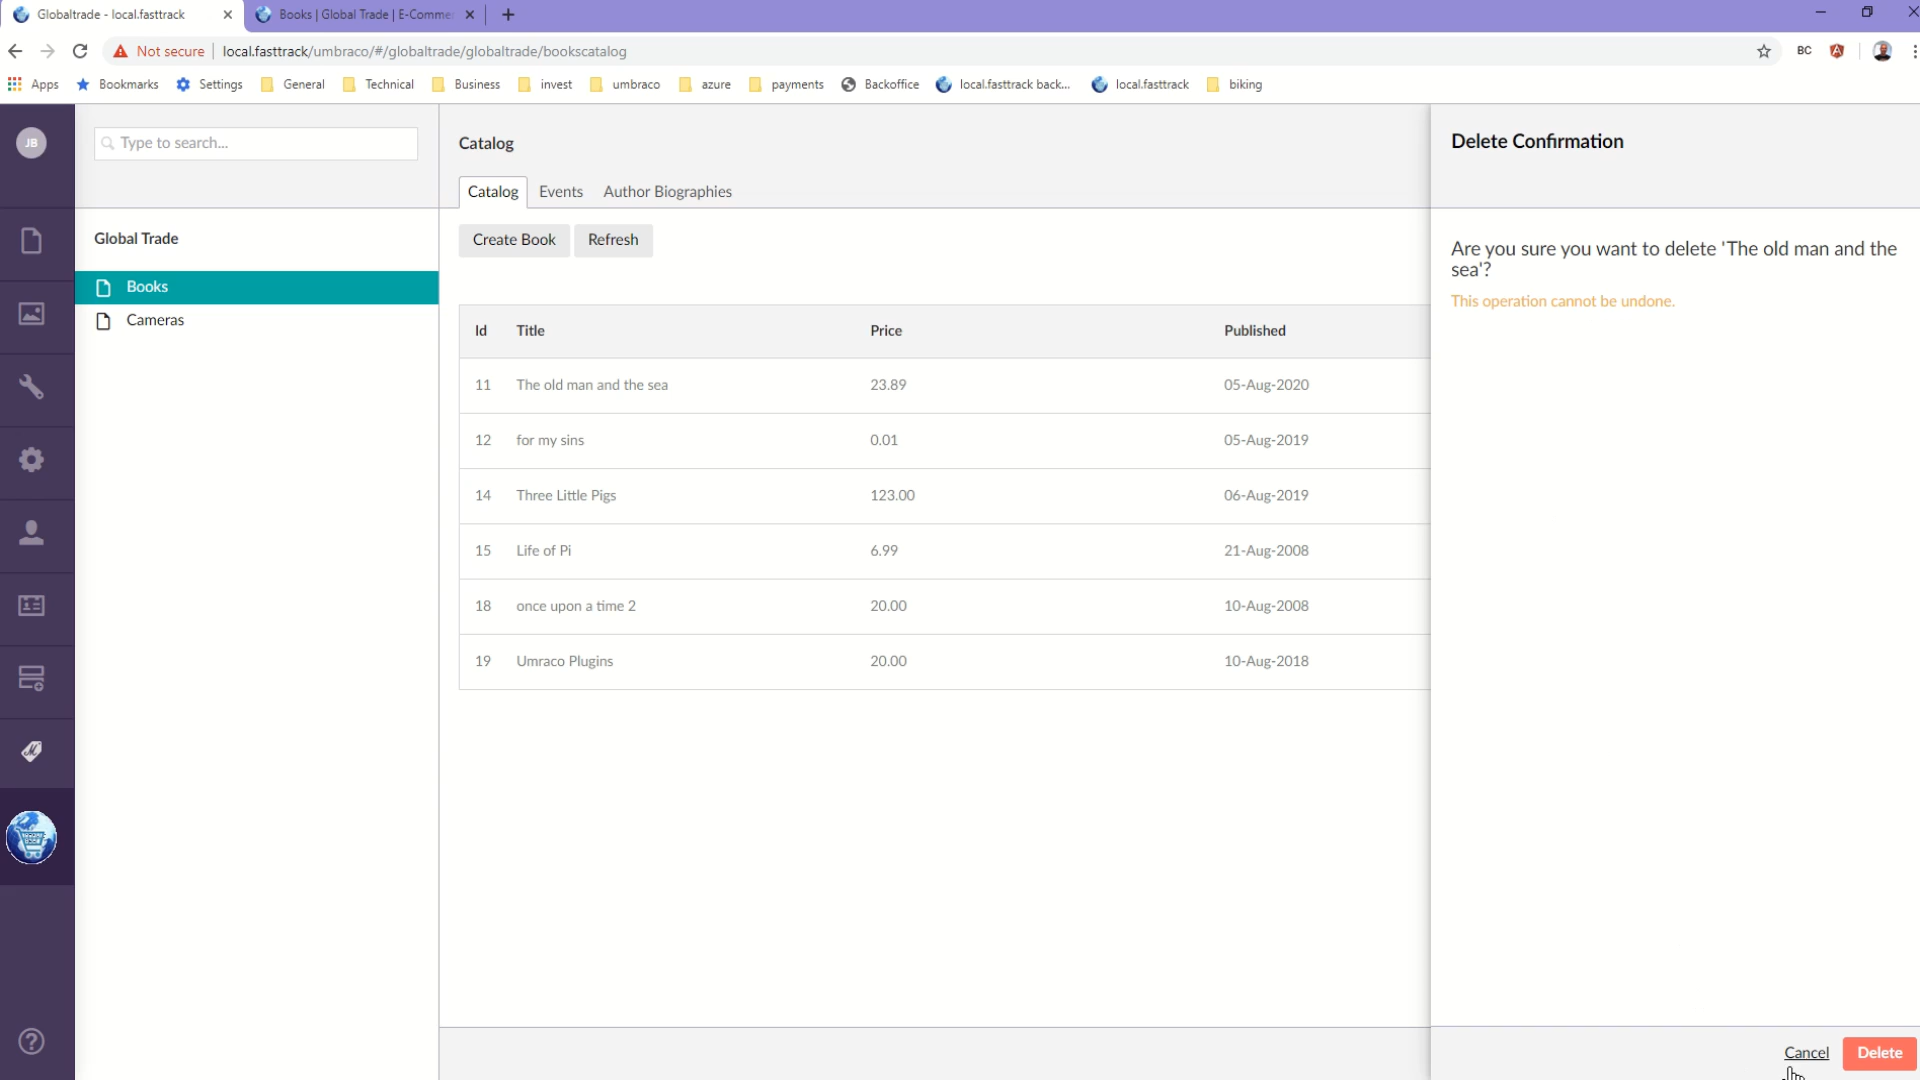 Globaltrade - local.fasttrack
Books | Global Trade | E-Comme
Not secure
local.fasttrack/umbraco/#/globaltrade/globaltrade/bookscatalog
BC
Apps
Bookmarks
Settings
General
Technical
Business
invest
umbraco
azure
payments
Backoffice
local.fasttrack back...
local.fasttrack
biking
JB
Type to search...
Catalog
Catalog
Events
Author Biographies
Create Book
Refresh
Global Trade
Books
Cameras
Id Title Price Published
11 The old man and the sea 23.89 05-Aug-2020
12 for my sins 0.01 05-Aug-2019
14 Three Little Pigs 123.00 06-Aug-2019
15 Life of Pi 6.99 21-Aug-2008
18 once upon a time 2 20.00 10-Aug-2008
19 Umraco Plugins 20.00 10-Aug-2018
Delete Confirmation
Are you sure you want to delete 'The old man and the
sea'?
This operation cannot be undone.
Cancel
Delete